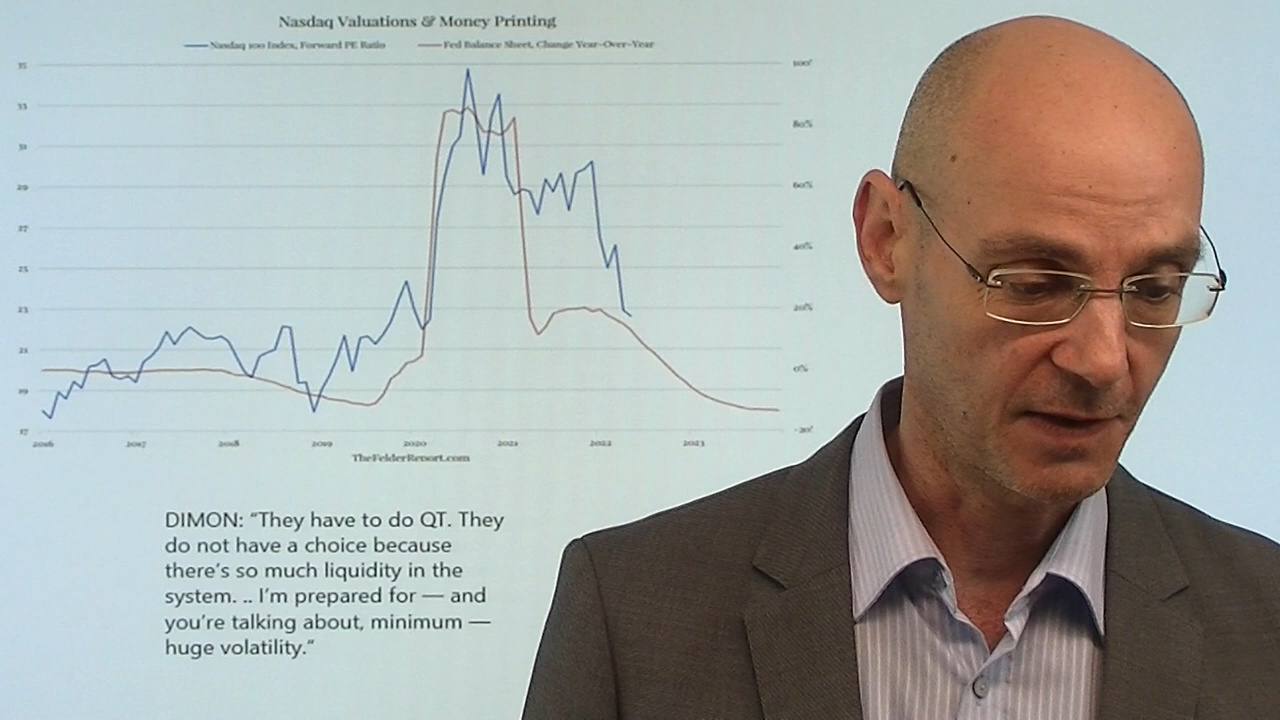 Nasdaq Valuations & Money Printing
Nasdaq 100 Index, Forward PE Ratio Fed Balance Sheet, Change Year-Over-Year
35 100%
33 80%
31
29 60%
27
25 40%
23 20%
21
19 0%
17 -20%
2016 2017 2018 2019 2020 2021 2022 2023
TheFelderReport.com
DIMON: “They have to do QT. They
do not have a choice because
there’s so much liquidity in the
system. .. I’m prepared for — and
you’re talking about, minimum —
huge volatility.”